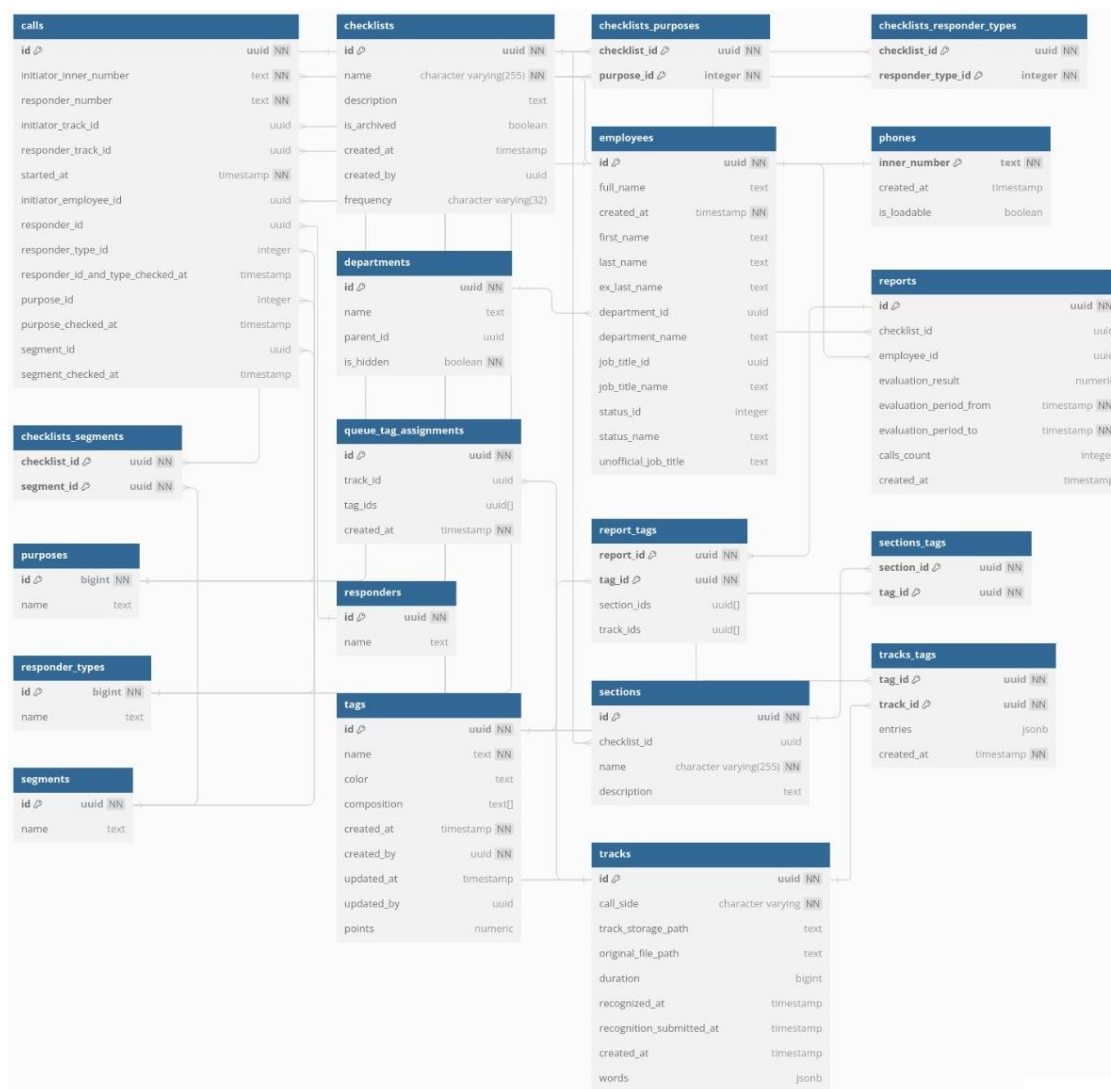 calls
id uuid NN
initiator_inner_number text NN
responder_number text NN
initiator_track_id uuid
responder_track_id uuid
started_at timestamp NN
initiator_employee_id uuid
responder_id uuid
responder_type_id integer
responder_id_and_type_checked_at timestamp
purpose_id integer
purpose_checked_at timestamp
segment_id uuid
segment_checked_at timestamp
checklists_segments
checklist_id uuid NN
segment_id uuid NN
purposes
id bigint NN
name text
responder_types
id bigint NN
name text
segments
id uuid NN
name text
checklists
id uuid NN
name character varying(255) NN
description text
is_archived boolean
created_at timestamp
created_by uuid
frequency character varying(32)
departments
id uuid NN
name text
parent_id uuid
is_hidden boolean NN
queue_tag_assignments
id uuid NN
track_id uuid
tag_ids uuid[]
created_at timestamp NN
responders
id uuid NN
name text
tags
id uuid NN
name text NN
color text
composition text[]
created_at timestamp NN
created_by uuid NN
updated_at timestamp
updated_by uuid
points numeric
checklists_purposes
checklist_id uuid NN
purpose_id integer NN
employees
id uuid NN
full_name text
created_at timestamp NN
first_name text
last_name text
ex_last_name text
department_id uuid
department_name text
job_title_id uuid
job_title_name text
status_id integer
status_name text
unofficial_job_title text
report_tags
report_id uuid NN
tag_id uuid NN
section_ids uuid[]
track_ids uuid[]
sections
id uuid NN
checklist_id uuid
name character varying(255) NN
description text
tracks
id uuid NN
call_side character varying NN
track_storage_path text
original_file_path text
duration bigint
recognized_at timestamp
recognition_submitted_at timestamp
created_at timestamp
words jsonb
checklists_responder_types
checklist_id uuid NN
responder_type_id integer NN
phones
inner_number text NN
created_at timestamp
is_loadable boolean
reports
id uuid NN
checklist_id uuid
employee_id uuid
evaluation_result numeric
evaluation_period_from timestamp NN
evaluation_period_to timestamp NN
calls_count integer
created_at timestamp
sections_tags
section_id uuid NN
tag_id uuid NN
tracks_tags
tag_id uuid NN
track_id uuid NN
entries jsonb
created_at timestamp NN